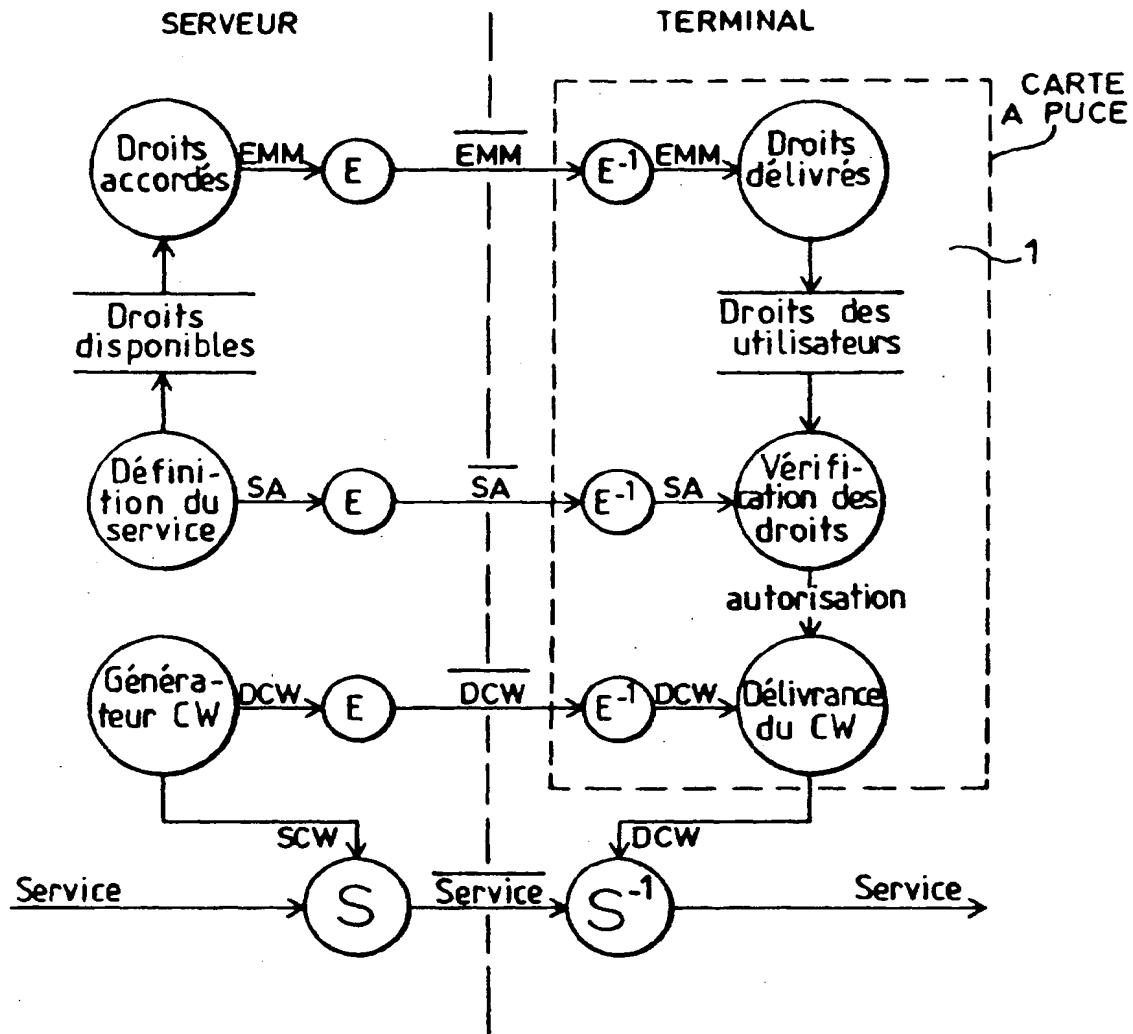 SERVEUR
TERMINAL
CARTE
A PUCE
Droits
accordés
EMM
E
EMM
E-1
EMM
Droits
délivrés
1
Droits
disponibles
Droits des
utilisateurs
Défini-
tion du
service
SA
E
SA
E-1
SA
Vérifi-
cation des
droits
autorisation
Généra-
teur CW
DCW
E
DCW
E-1
DCW
Délivrance
du CW
SCW
DCW
Service
S
Service
S-1
Service